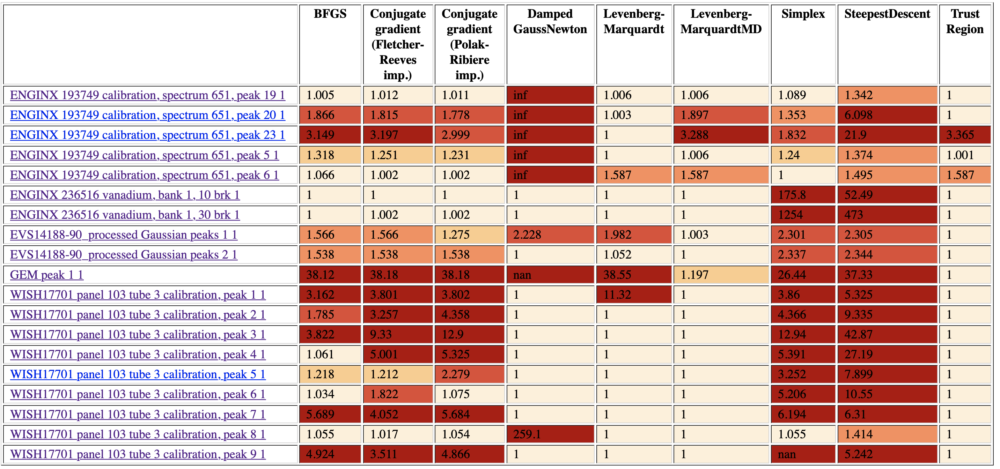 BFGS Conjugate gradient (Fletcher-Reeves imp.) Conjugate gradient (Polak-Ribiere imp.) Damped GaussNewton Levenberg-Marquardt Levenberg-MarquardtMD Simplex SteepestDescent Trust Region
ENGINX 193749 calibration, spectrum 651, peak 19 1 1.005 1.012 1.011 inf 1.006 1.006 1.089 1.342 1
ENGINX 193749 calibration, spectrum 651, peak 20 1 1.866 1.815 1.778 inf 1.003 1.897 1.353 6.098 1
ENGINX 193749 calibration, spectrum 651, peak 23 1 3.149 3.197 2.999 inf 1 3.288 1.832 21.9 3.365
ENGINX 193749 calibration, spectrum 651, peak 5 1 1.318 1.251 1.231 inf 1 1.006 1.24 1.374 1.001
ENGINX 193749 calibration, spectrum 651, peak 6 1 1.066 1.002 1.002 inf 1.587 1.587 1 1.495 1.587
ENGINX 236516 vanadium, bank 1, 10 brk 1 1 1 1 1 1 1 175.8 52.49 1
ENGINX 236516 vanadium, bank 1, 30 brk 1 1 1.002 1.002 1 1 1 1254 473 1
EVS14188-90_processed Gaussian peaks 1 1 1.566 1.566 1.275 2.228 1.982 1.003 2.301 2.305 1
EVS14188-90_processed Gaussian peaks 2 1 1.538 1.538 1.538 1 1.052 1 2.337 2.344 1
GEM peak 1 1 38.12 38.18 38.18 nan 38.55 1.197 26.44 37.33 1
WISH17701 panel 103 tube 3 calibration, peak 1 1 3.162 3.801 3.802 1 11.32 1 3.86 5.325 1
WISH17701 panel 103 tube 3 calibration, peak 2 1 1.785 3.257 4.358 1 1 1 4.366 9.335 1
WISH17701 panel 103 tube 3 calibration, peak 3 1 3.822 9.33 12.9 1 1 1 12.94 42.87 1
WISH17701 panel 103 tube 3 calibration, peak 4 1 1.061 5.001 5.325 1 1 1 5.391 27.19 1
WISH17701 panel 103 tube 3 calibration, peak 5 1 1.218 1.212 2.279 1 1 1 3.252 7.899 1
WISH17701 panel 103 tube 3 calibration, peak 6 1 1.034 1.822 1.075 1 1 1 5.206 10.55 1
WISH17701 panel 103 tube 3 calibration, peak 7 1 5.689 4.052 5.684 1 1 1 6.194 6.31 1
WISH17701 panel 103 tube 3 calibration, peak 8 1 1.055 1.017 1.054 259.1 1 1 1.055 1.414 1
WISH17701 panel 103 tube 3 calibration, peak 9 1 4.924 3.511 4.866 1 1 1 nan 5.242 1